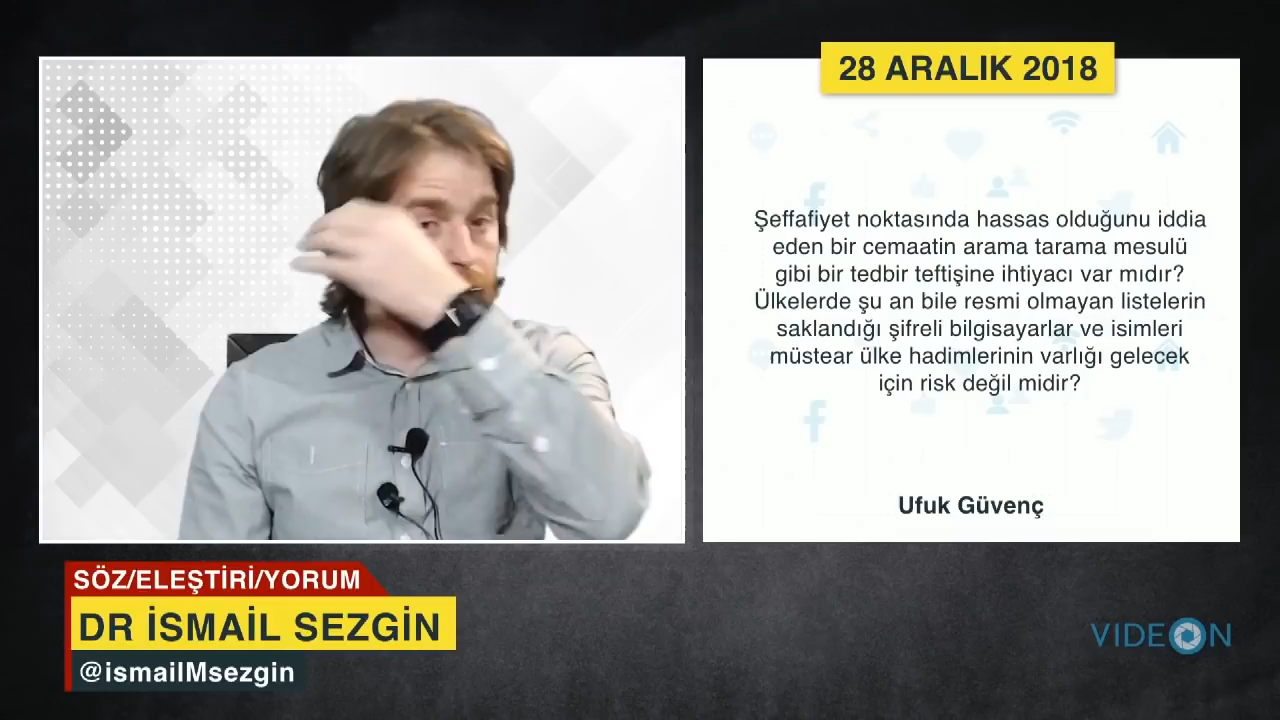 28 ARALIK 2018
Şeffafiyet noktasında hassas olduğunu iddia
eden bir cemaatin arama tarama mesulü
gibi bir tedbir teftişine ihtiyacı var mıdır?
Ülkelerde şu an bile resmi olmayan listelerin
saklandığı şifreli bilgisayarlar ve isimleri
müstear ülke hadimlerinin varlığı gelecek
için risk değil midir?
Ufuk Güvenç
SÖZ/ELEŞTİRİ/YORUM
DR İSMAİL SEZGİN
@ismailMsezgin
VIDEON